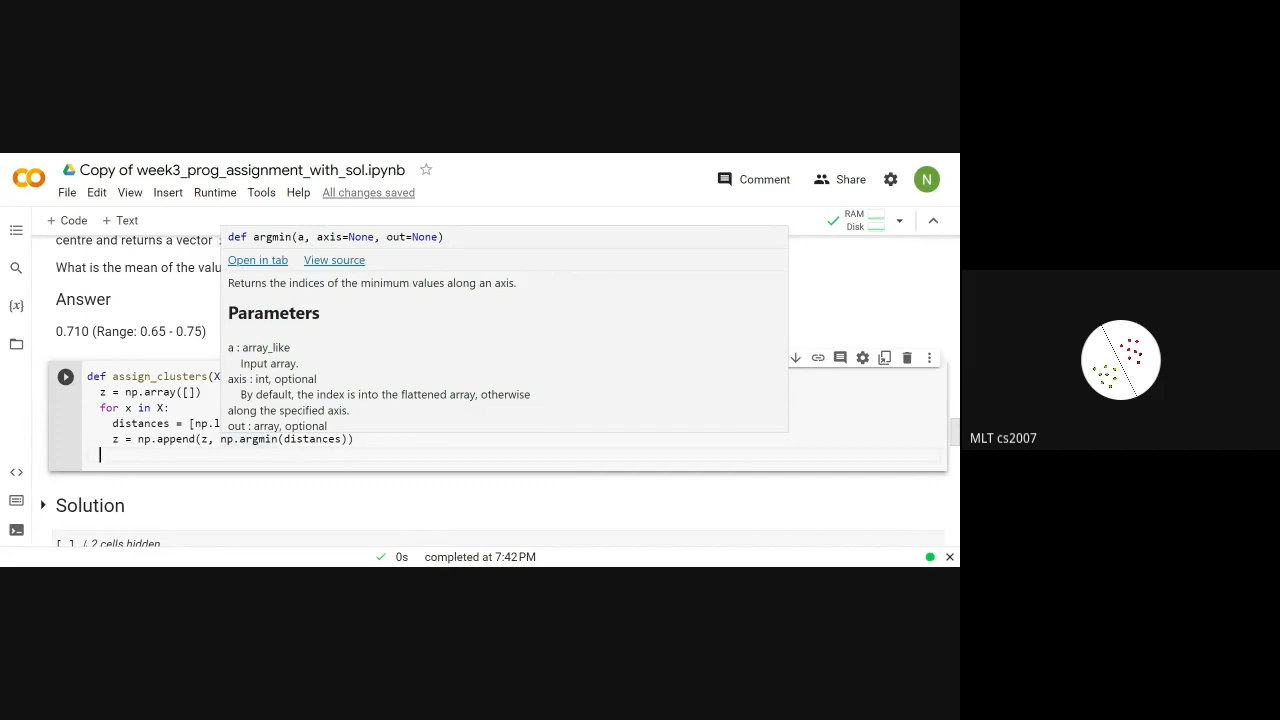 Copy of week3_prog_assignment_with_sol.ipynb
File Edit View Insert Runtime Tools Help All changes saved
Comment Share N
+ Code + Text
RAM
Disk
centre and returns a vector
What is the mean of the valu
Answer
0.710 (Range: 0.65 - 0.75)
def argmin(a, axis=None, out=None)
Open in tab View source
Returns the indices of the minimum values along an axis.
Parameters
a : array_like
Input array.
axis : int, optional
By default, the index is into the flattened array, otherwise
along the specified axis.
out : array, optional
def assign_clusters(X
z = np.array([])
for x in X:
distances = [np.l
z = np.append(z, np.argmin(distances))
Solution
[ ] ↳ 2 cells hidden
0s completed at 7:42 PM
MLT cs2007